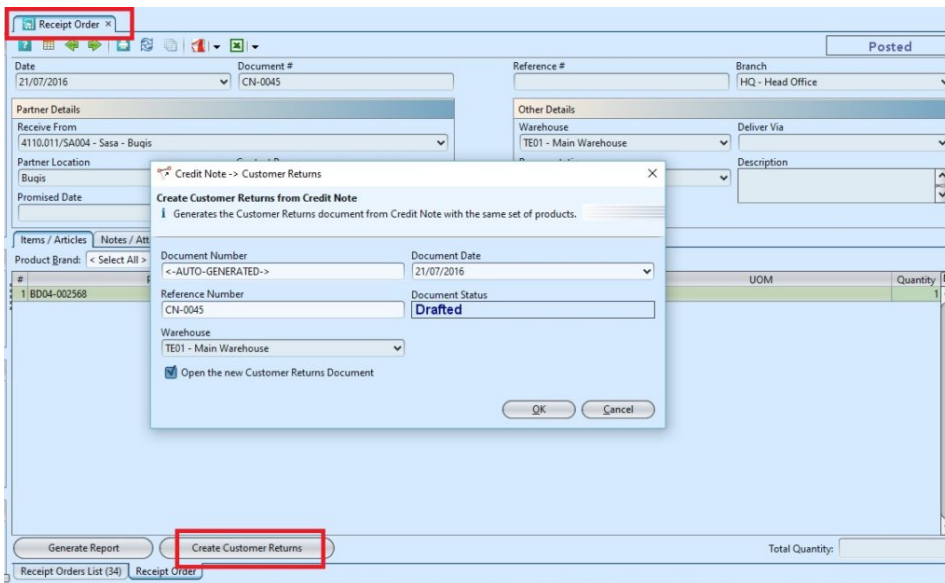 Receipt Order ×
Posted
Date
Document #
Reference #
Branch
21/07/2016
CN-0045
HQ - Head Office
Partner Details
Other Details
Receive From
Warehouse
Deliver Via
4110.011/SA004 - Sasa - Bugis
TE01 - Main Warehouse
Partner Location
Description
Bugis
Promised Date
Credit Note -> Customer Returns
Create Customer Returns from Credit Note
Generates the Customer Returns document from Credit Note with the same set of products.
Document Number
Document Date
<-AUTO-GENERATED->
21/07/2016
Reference Number
Document Status
CN-0045
Drafted
Warehouse
TE01 - Main Warehouse
Open the new Customer Returns Document
OK
Cancel
Items / Articles
Notes / Att
Product Brand: < Select All >
#
UOM
Quantity
1 BD04-002568
1
Generate Report
Create Customer Returns
Total Quantity:
Receipt Orders List (34)
Receipt Order